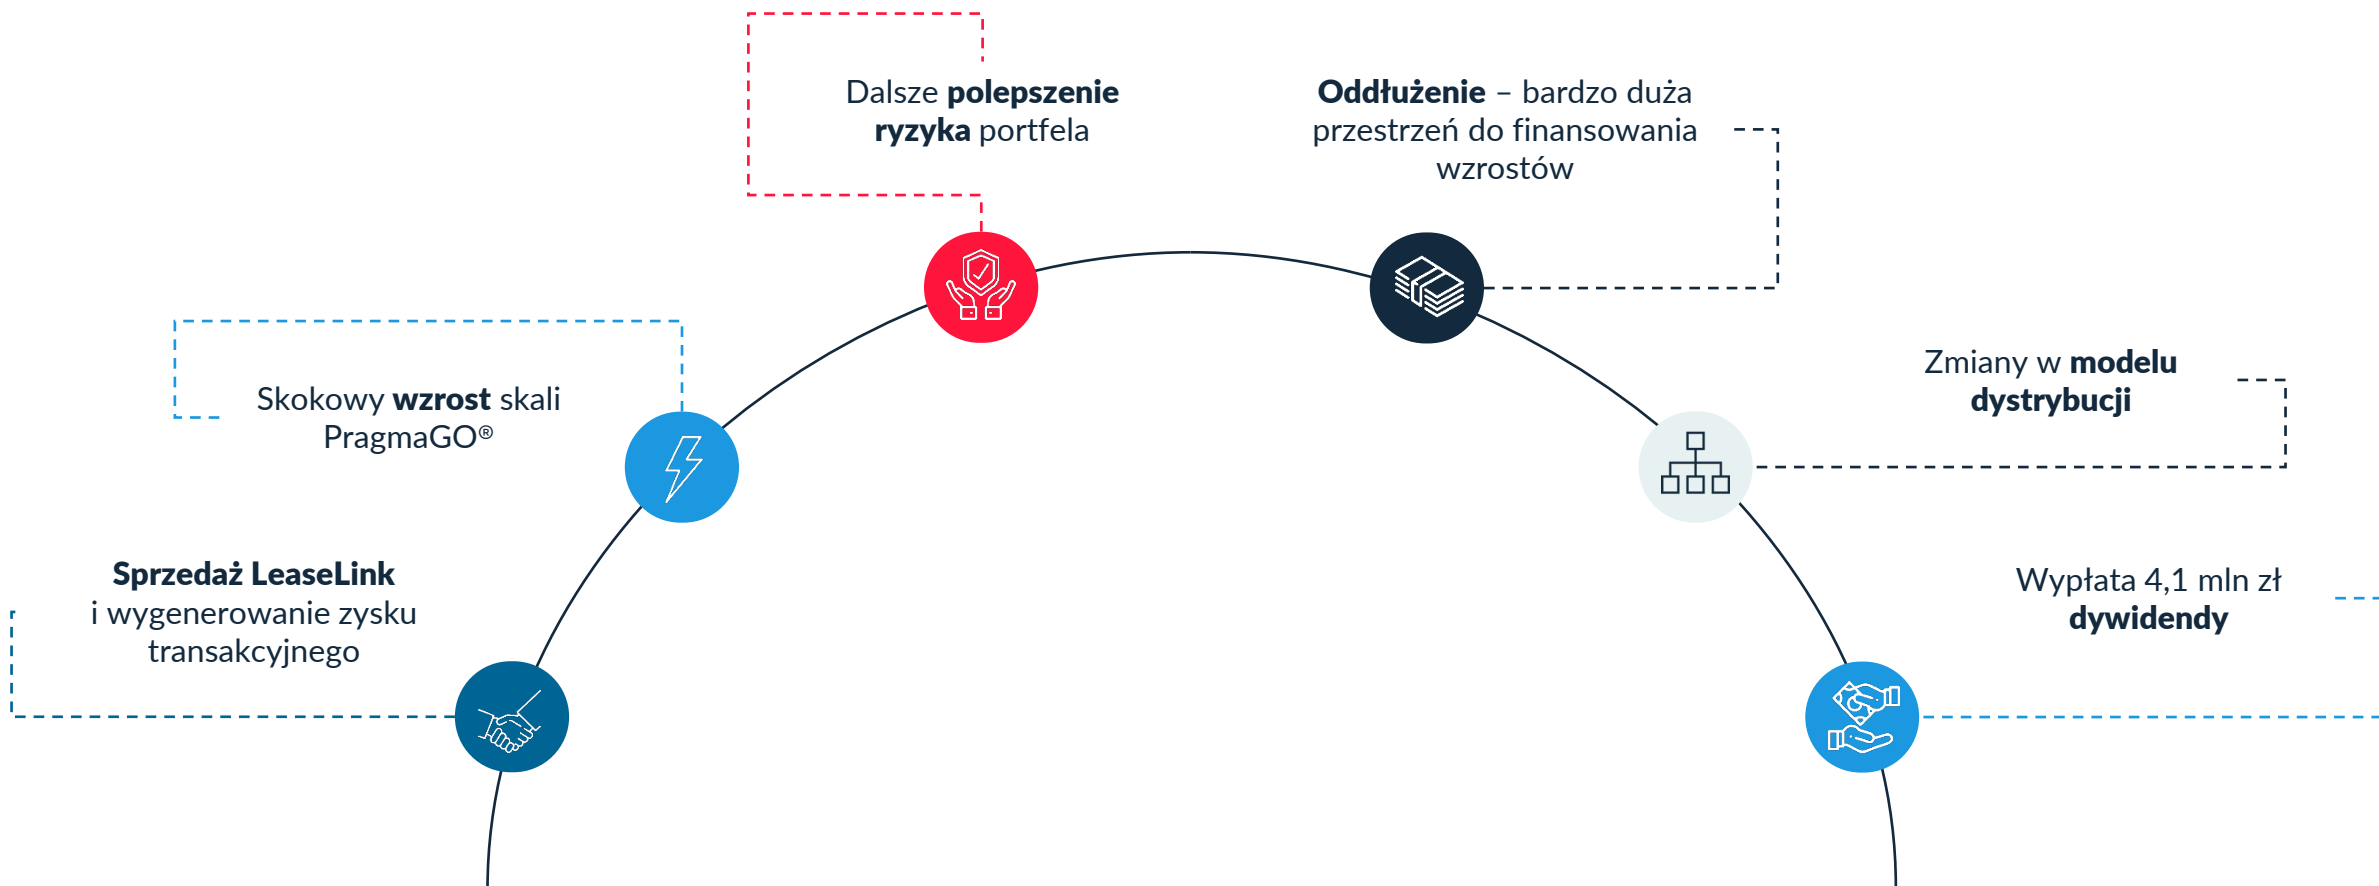 Dalsze polepszenie
ryzyka portfela
Oddłużenie – bardzo duża
przestrzeń do finansowania
wzrostów
Skokowy wzrost skali
PragmaGO®
Zmiany w modelu
dystrybucji
Sprzedaż LeaseLink
i wygenerowanie zysku
transakcyjnego
Wypłata 4,1 mln zł
dywidendy